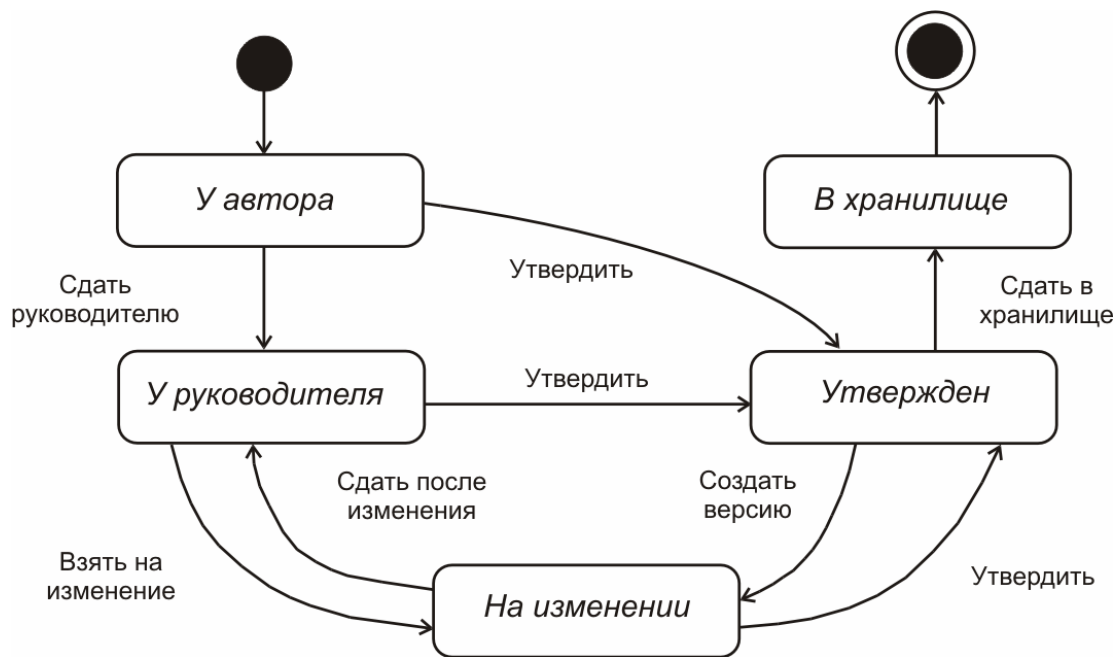 У автора
В хранилище
Утвердить
Сдать
руководителю
Сдать в
хранилище
У руководителя
Утвердить
Утвержден
Сдать после
изменения
Создать
версию
Взять на
изменение
На изменении
Утвердить